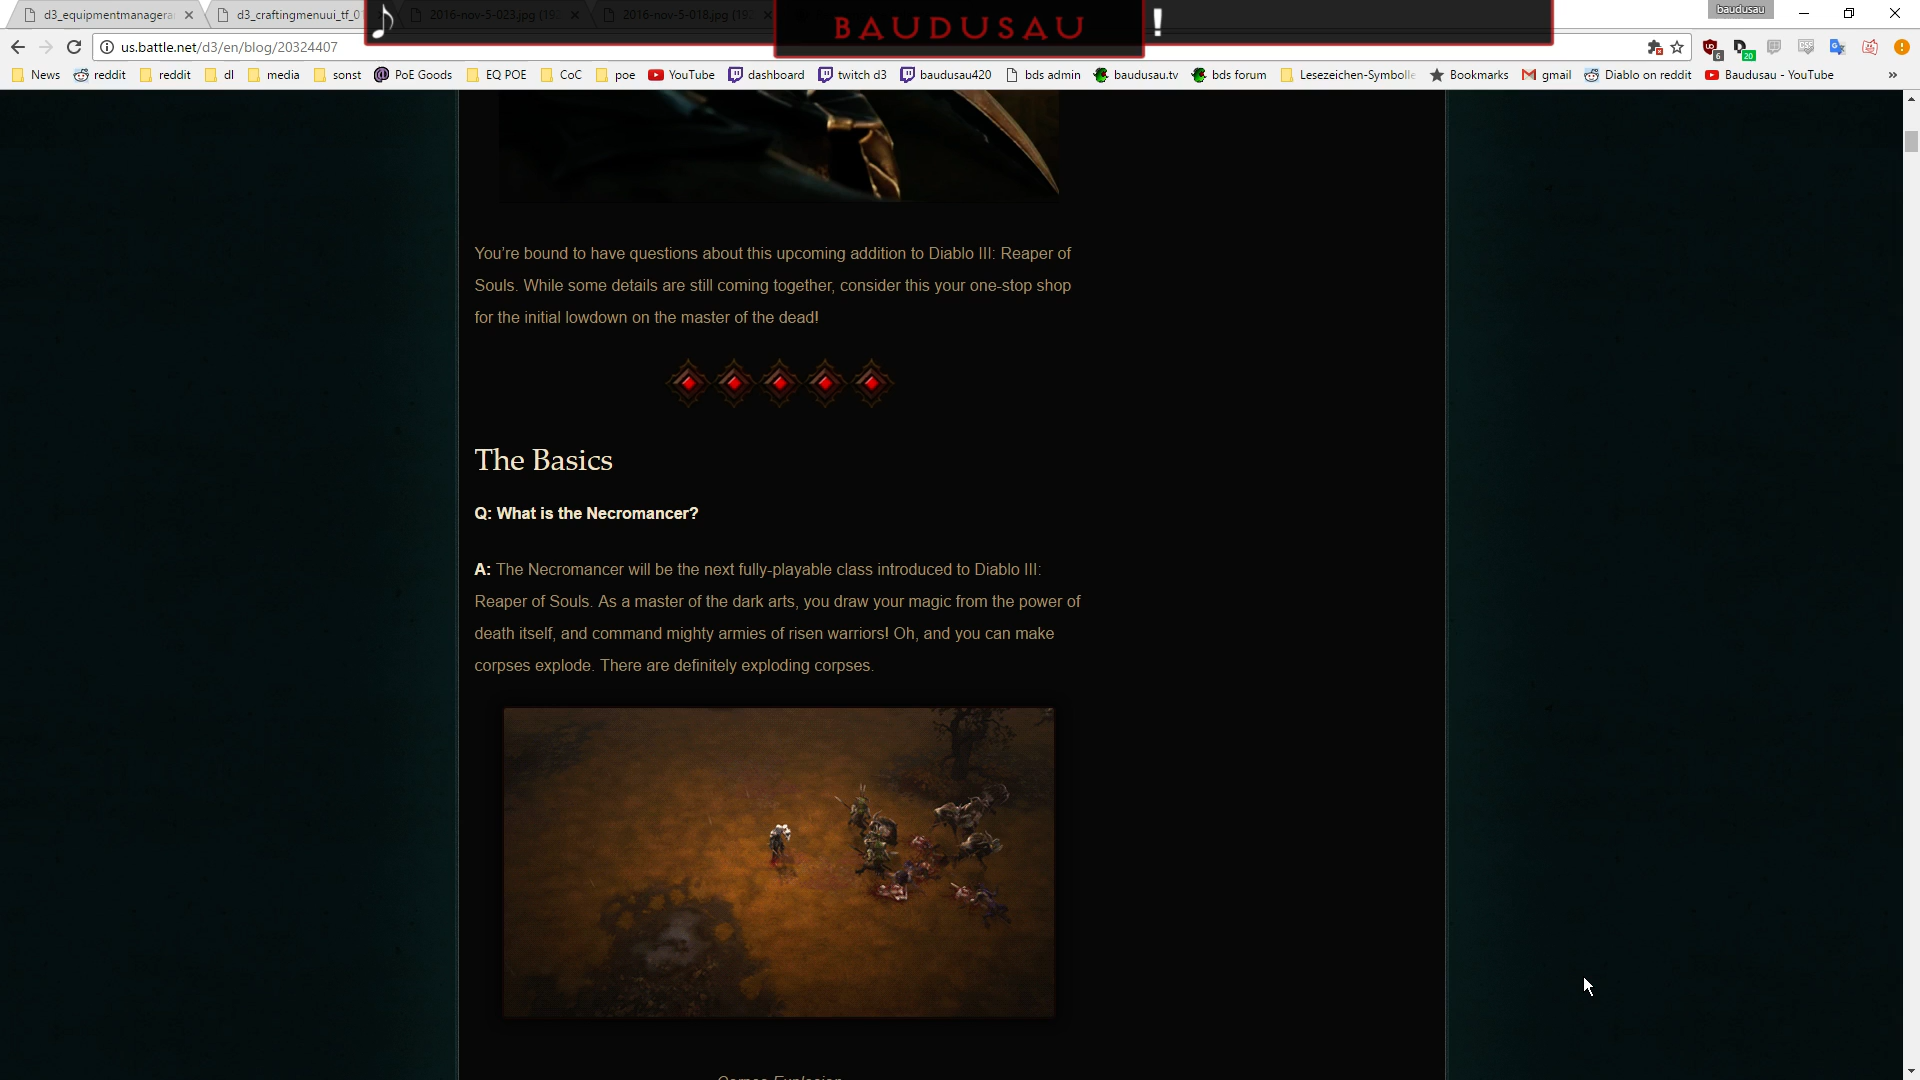 d3_equipmentmanagera
d3_craftingmenuui_tf_0
2016-nov-5-023.jpg (19
2016-nov-5-018.jpg (19
BAUDUSAU
!
baudusau
us.battle.net/d3/en/blog/20324407
6
20
News
reddit
reddit
dl
media
sonst
PoE Goods
EQ POE
CoC
poe
YouTube
dashboard
twitch d3
baudusau420
bds admin
baudusau.tv
bds forum
Lesezeichen-Symbolle
Bookmarks
gmail
Diablo on reddit
Baudusau - YouTube
»
You're bound to have questions about this upcoming addition to Diablo III: Reaper of
Souls. While some details are still coming together, consider this your one-stop shop
for the initial lowdown on the master of the dead!
The Basics
Q: What is the Necromancer?
A: The Necromancer will be the next fully-playable class introduced to Diablo III:
Reaper of Souls. As a master of the dark arts, you draw your magic from the power of
death itself, and command mighty armies of risen warriors! Oh, and you can make
corpses explode. There are definitely exploding corpses.
Corpse Explosion